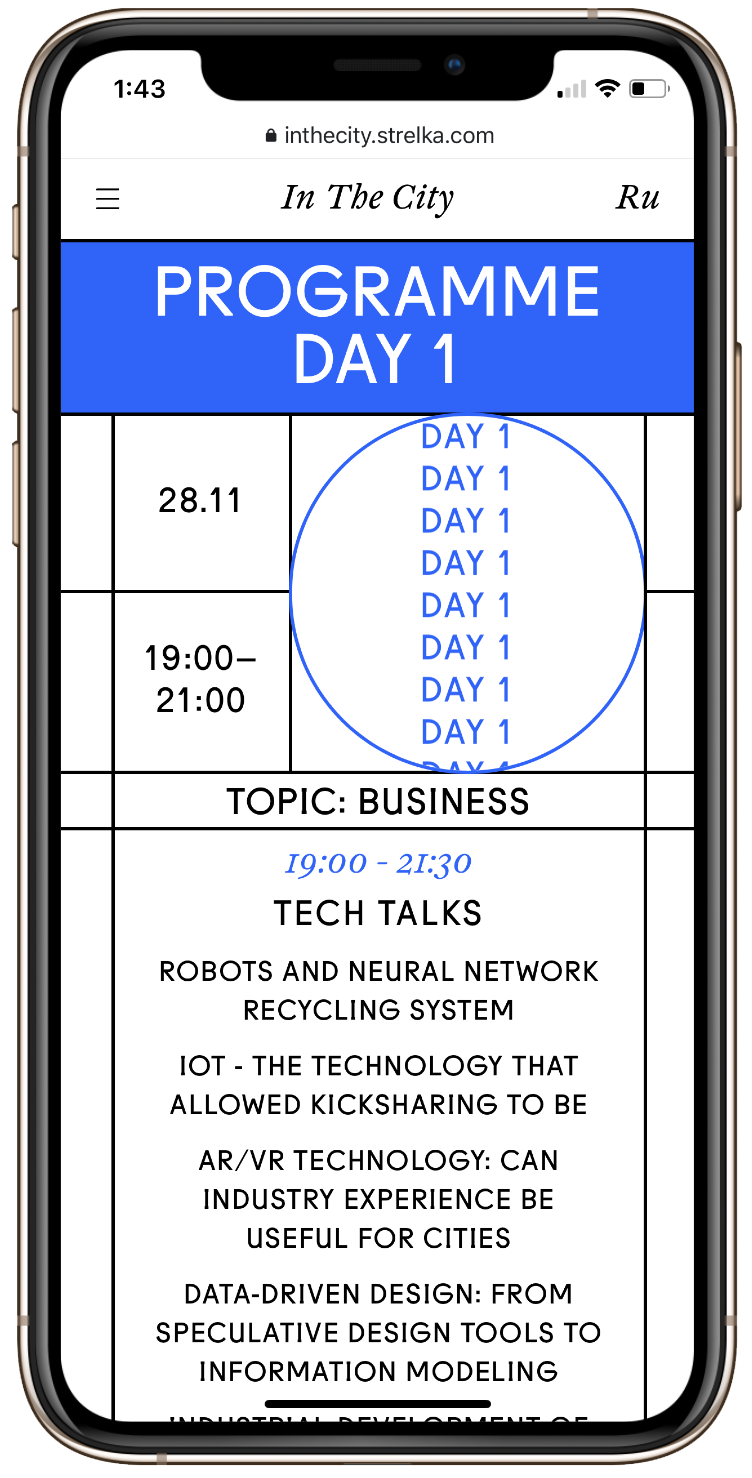 1:43
inthecity.strelka.com
In The City
Ru
PROGRAMME
DAY 1
28.11
19:00–
21:00
DAY 1
DAY 1
DAY 1
DAY 1
DAY 1
DAY 1
DAY 1
DAY 1
TOPIC: BUSINESS
19:00 - 21:30
TECH TALKS
ROBOTS AND NEURAL NETWORK
RECYCLING SYSTEM
IOT - THE TECHNOLOGY THAT
ALLOWED KICKSHARING TO BE
AR/VR TECHNOLOGY: CAN
INDUSTRY EXPERIENCE BE
USEFUL FOR CITIES
DATA-DRIVEN DESIGN: FROM
SPECULATIVE DESIGN TOOLS TO
INFORMATION MODELING
INDUSTRIAL DEVELOPMENT OF